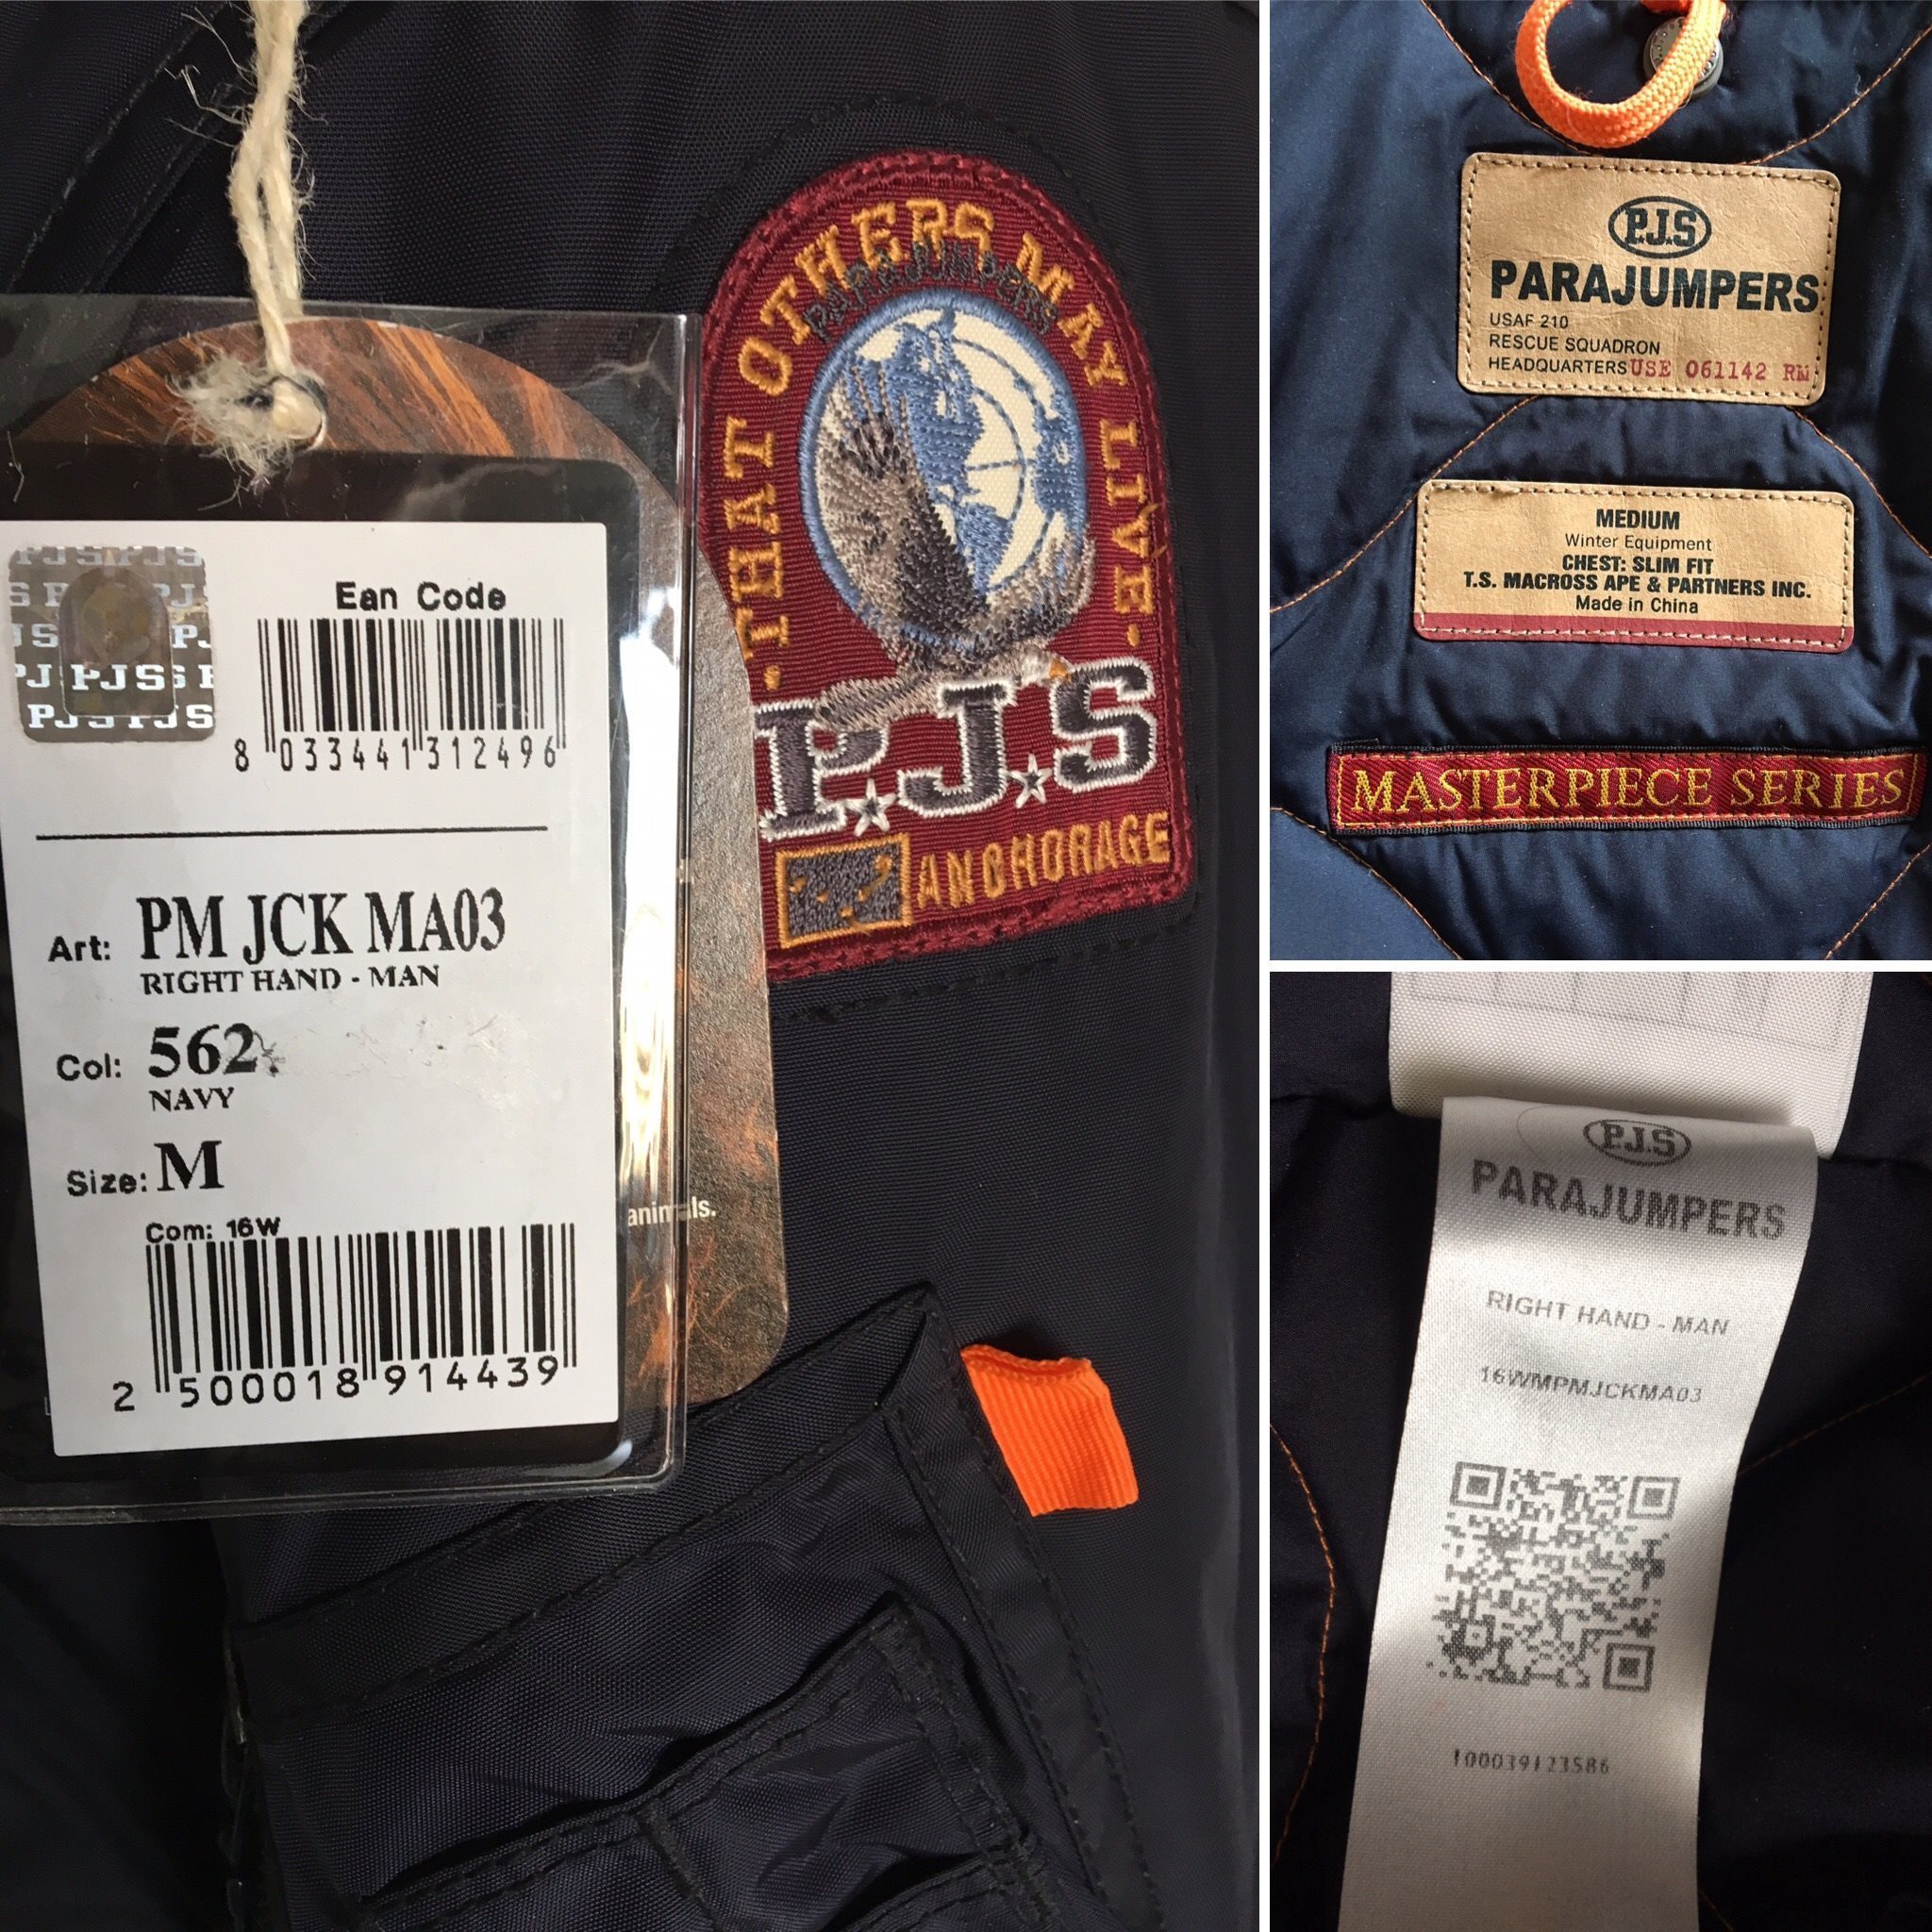 PJSPJS
PJS
Ean Code
8 033441 312496
Art: PM JCK MA03
RIGHT HAND - MAN
Col: 562
NAVY
Size: M
Com: 16W
2 500018 914439
animals.
· THAT OTHERS MAY LIVE ·
PARAJUMPERS
P.J.S
ANCHORAGE
P.J.S
PARAJUMPERS
USAF 210
RESCUE SQUADRON
HEADQUARTERS USE 061142 RM
MEDIUM
Winter Equipment
CHEST: SLIM FIT
T.S. MACROSS APE & PARTNERS INC.
Made in China
MASTERPIECE SERIES
P.J.S
PARAJUMPERS
RIGHT HAND - MAN
16WMPMJCKMA03
100039123586